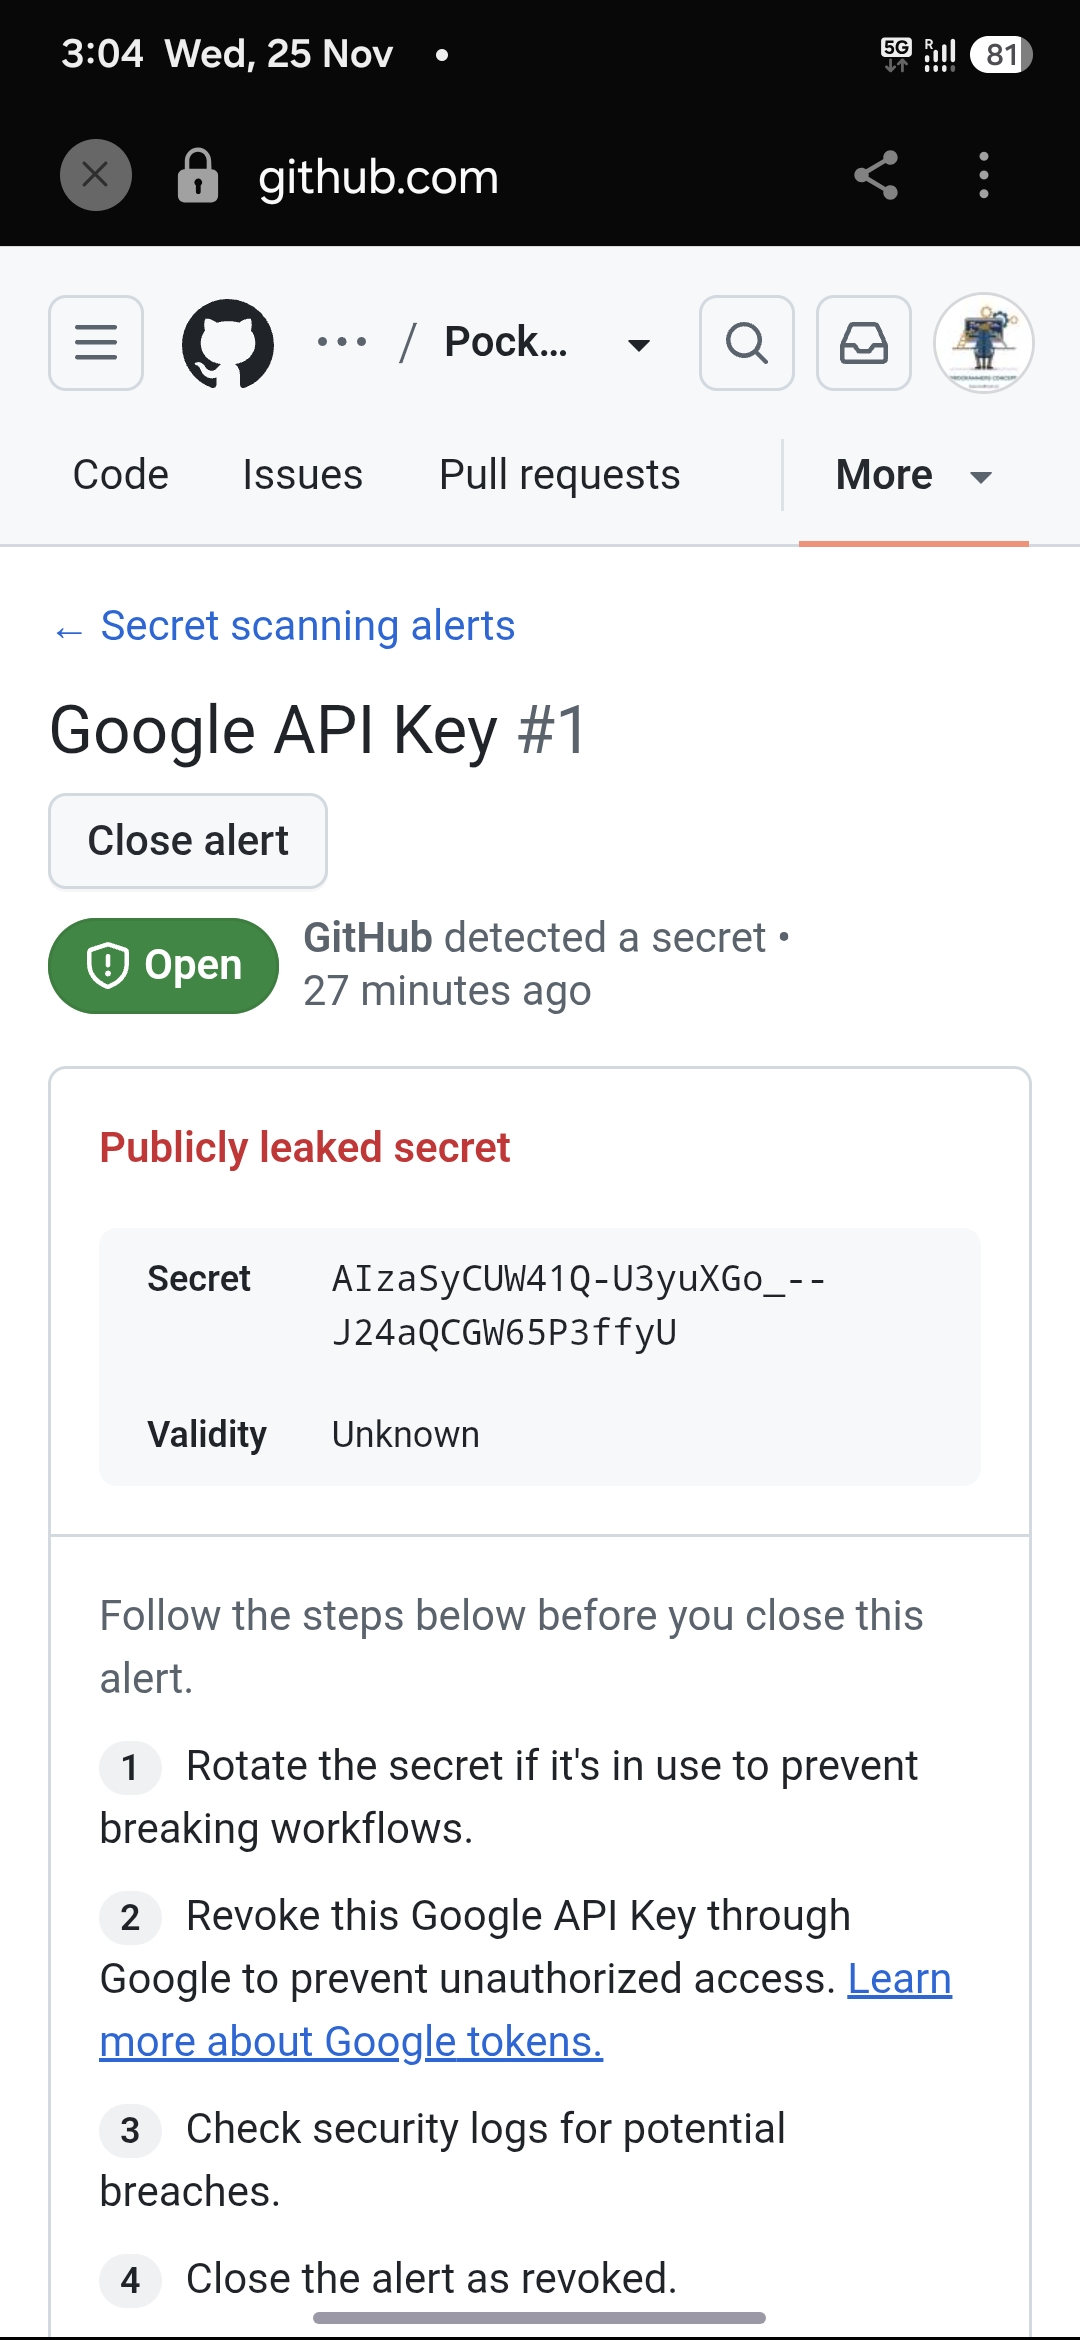 3:04 Wed, 25 Nov •
5G R 81
github.com
... / Pock...
Code Issues Pull requests More
← Secret scanning alerts
Google API Key #1
Close alert
Open
GitHub detected a secret •
27 minutes ago
Publicly leaked secret
Secret AIzaSyCUW41Q-U3yuXGo_--
J24aQCGW65P3ffyU
Validity Unknown
Follow the steps below before you close this
alert.
1 Rotate the secret if it's in use to prevent
breaking workflows.
2 Revoke this Google API Key through
Google to prevent unauthorized access. Learn
more about Google tokens.
3 Check security logs for potential
breaches.
4 Close the alert as revoked.